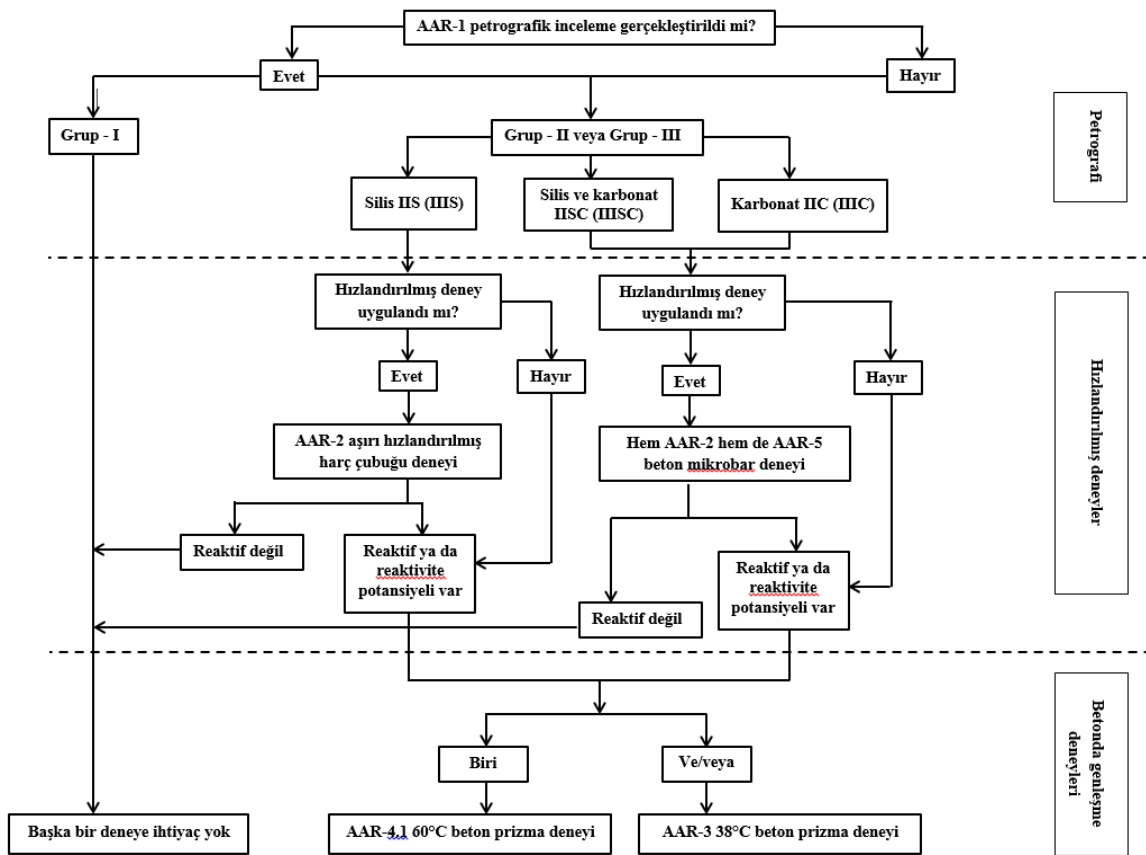 AAR-1 petrografik inceleme gerçekleştirildi mi?
Evet
Hayır
Grup - I
Grup - II veya Grup - III
Silis IIS (IIIS)
Silis ve karbonat
IISC (IIISC)
Karbonat IIC (IIIC)
Petrografi
Hızlandırılmış deney
uygulandı mı?
Hızlandırılmış deney
uygulandı mı?
Evet
Hayır
Evet
Hayır
AAR-2 aşırı hızlandırılmış
harç çubuğu deneyi
Hem AAR-2 hem de AAR-5
beton mikrobar deneyi
Reaktif değil
Reaktif ya da
reaktivite
potansiyeli var
Reaktif değil
Reaktif ya da
reaktivite
potansiyeli var
Hızlandırılmış deneyler
Biri
Ve/veya
Başka bir deneye ihtiyaç yok
AAR-4.1 60°C beton prizma deneyi
AAR-3 38°C beton prizma deneyi
Betonda genleşme
deneyleri